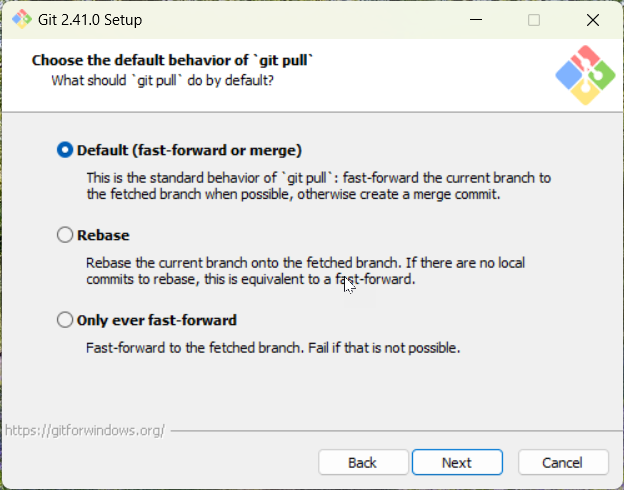 Git 2.41.0 Setup
Choose the default behavior of `git pull`
What should `git pull` do by default?
Default (fast-forward or merge)
This is the standard behavior of `git pull`: fast-forward the current branch to
the fetched branch when possible, otherwise create a merge commit.
Rebase
Rebase the current branch onto the fetched branch. If there are no local
commits to rebase, this is equivalent to a fast-forward.
Only ever fast-forward
Fast-forward to the fetched branch. Fail if that is not possible.
https://gitforwindows.org/
Back Next Cancel